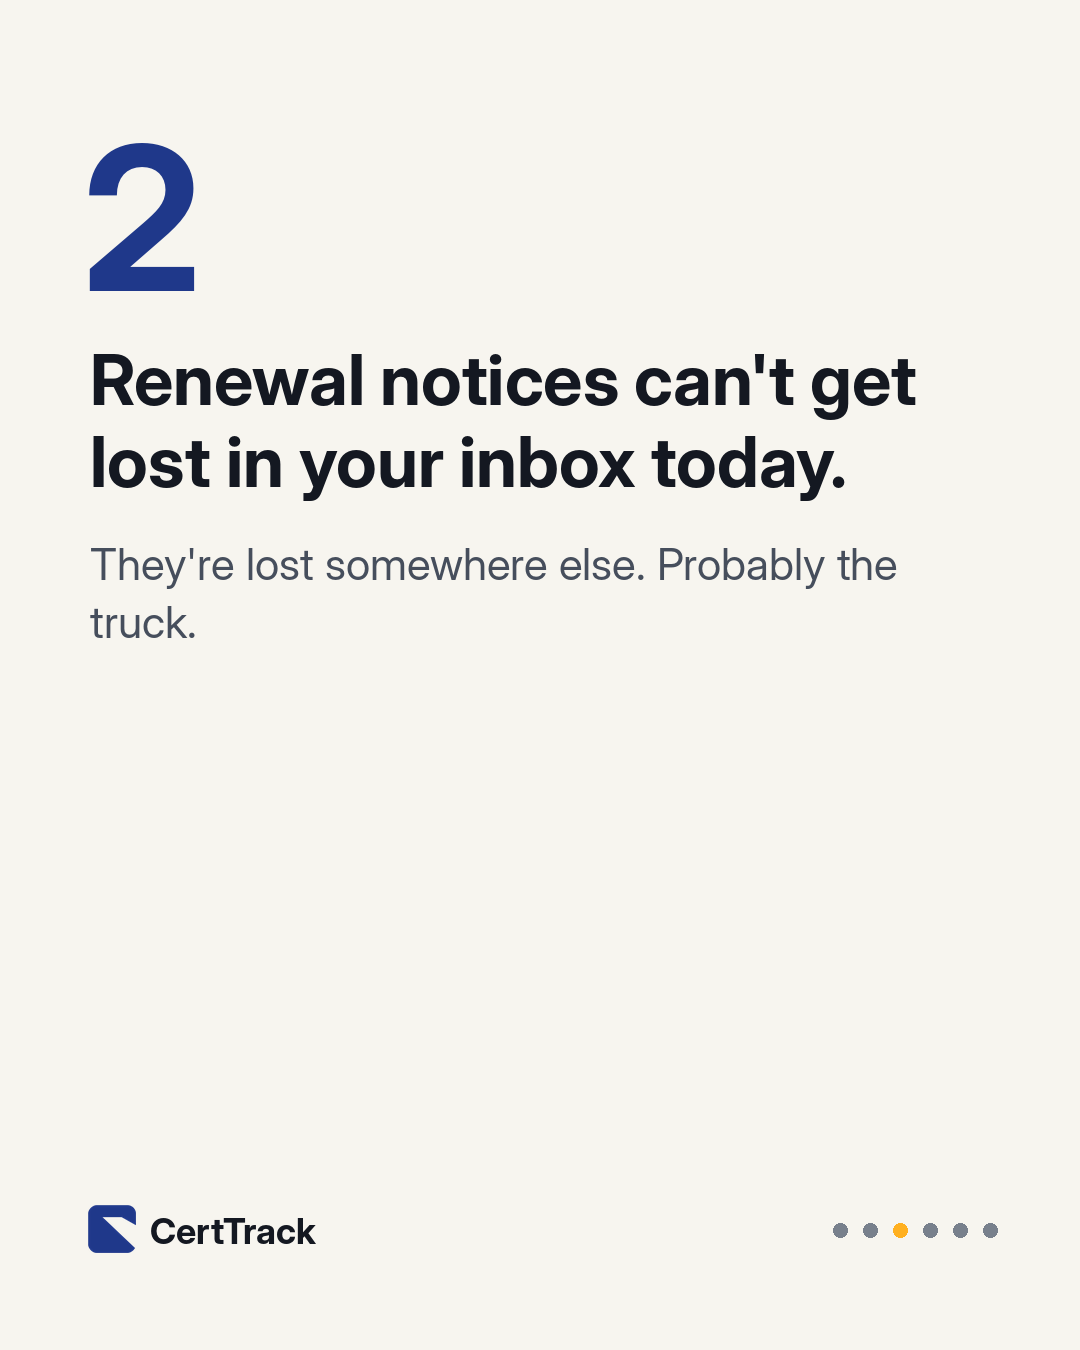 2
Renewal notices can't get
lost in your inbox today.
They're lost somewhere else. Probably the
truck.
CertTrack